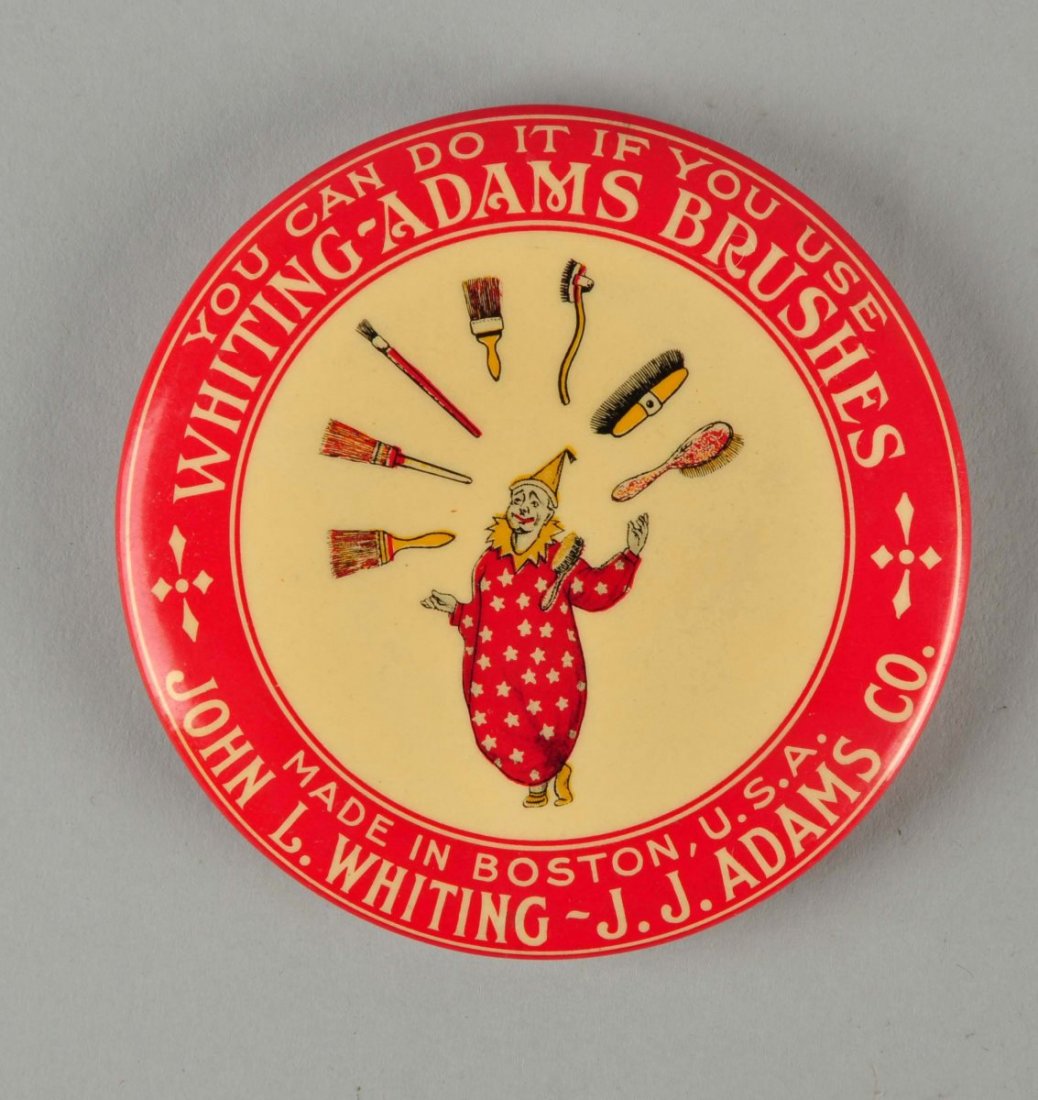 YOU CAN DO IT IF YOU USE
WHITING-ADAMS BRUSHES
MADE IN BOSTON, U.S.A.
JOHN L. WHITING - J. J. ADAMS CO.